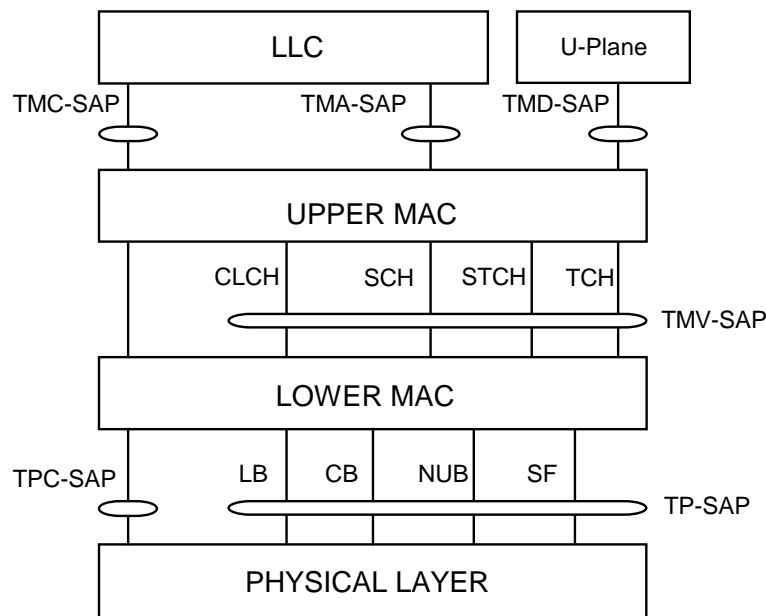 LLC
U-Plane
TMC-SAP
TMA-SAP
TMD-SAP
UPPER MAC
CLCH
SCH
STCH
TCH
TMV-SAP
LOWER MAC
TPC-SAP
LB
CB
NUB
SF
TP-SAP
PHYSICAL LAYER